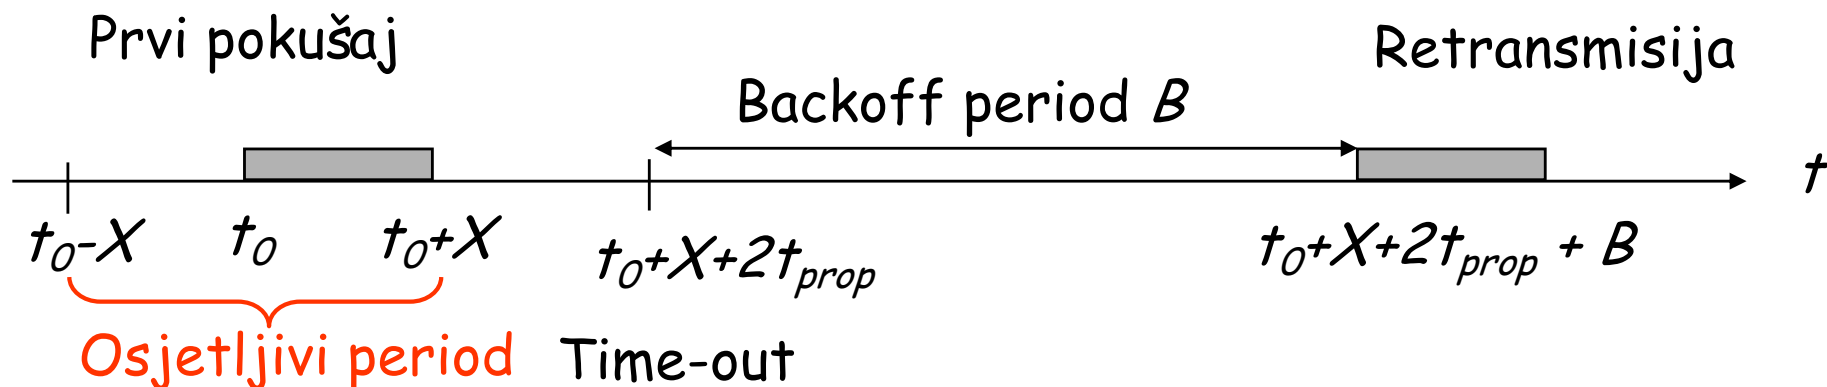 Prvi pokušaj
Retransmisija
Backoff period B
t
t₀-X
t₀
t₀+X
t₀+X+2tₚᵣₒₚ
t₀+X+2tₚᵣₒₚ + B
Osjetljivi period
Time-out